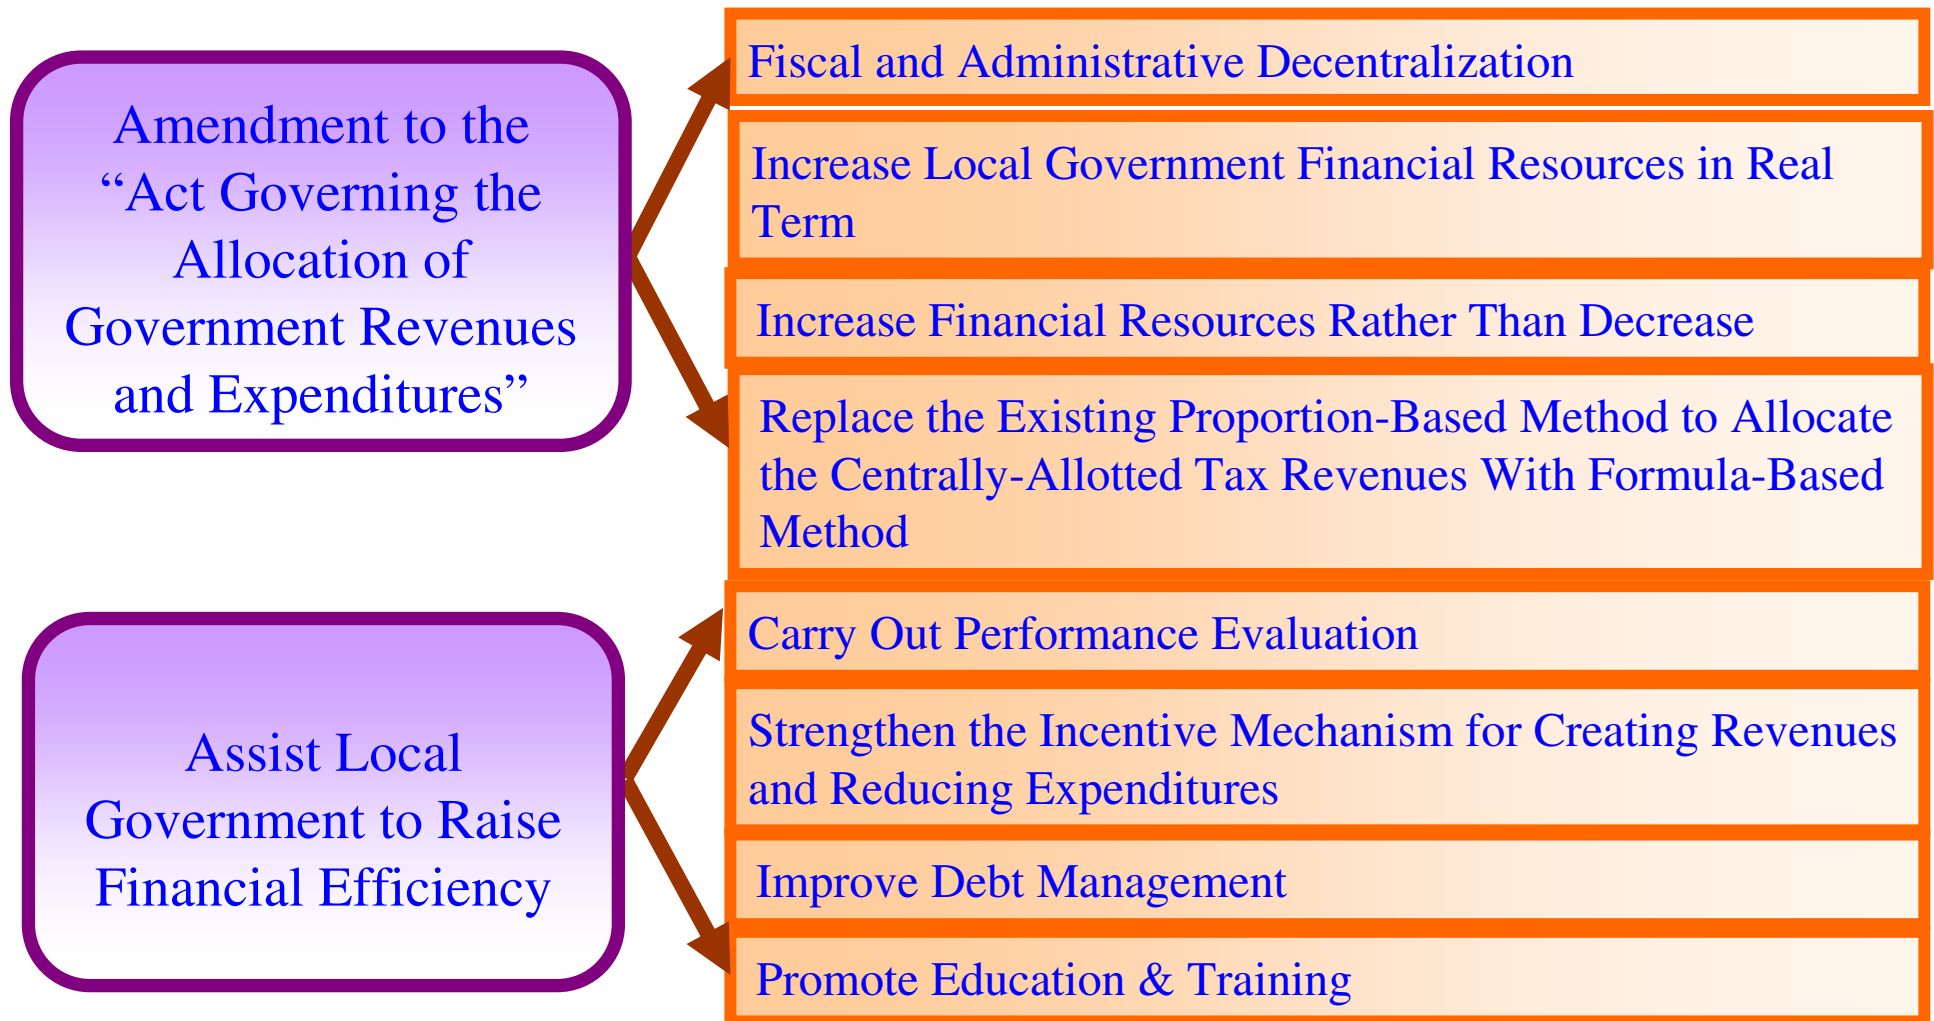 Amendment to the
“Act Governing the
Allocation of
Government Revenues
and Expenditures”
Fiscal and Administrative Decentralization
Increase Local Government Financial Resources in Real
Term
Increase Financial Resources Rather Than Decrease
Replace the Existing Proportion-Based Method to Allocate
the Centrally-Allotted Tax Revenues With Formula-Based
Method
Assist Local
Government to Raise
Financial Efficiency
Carry Out Performance Evaluation
Strengthen the Incentive Mechanism for Creating Revenues
and Reducing Expenditures
Improve Debt Management
Promote Education & Training